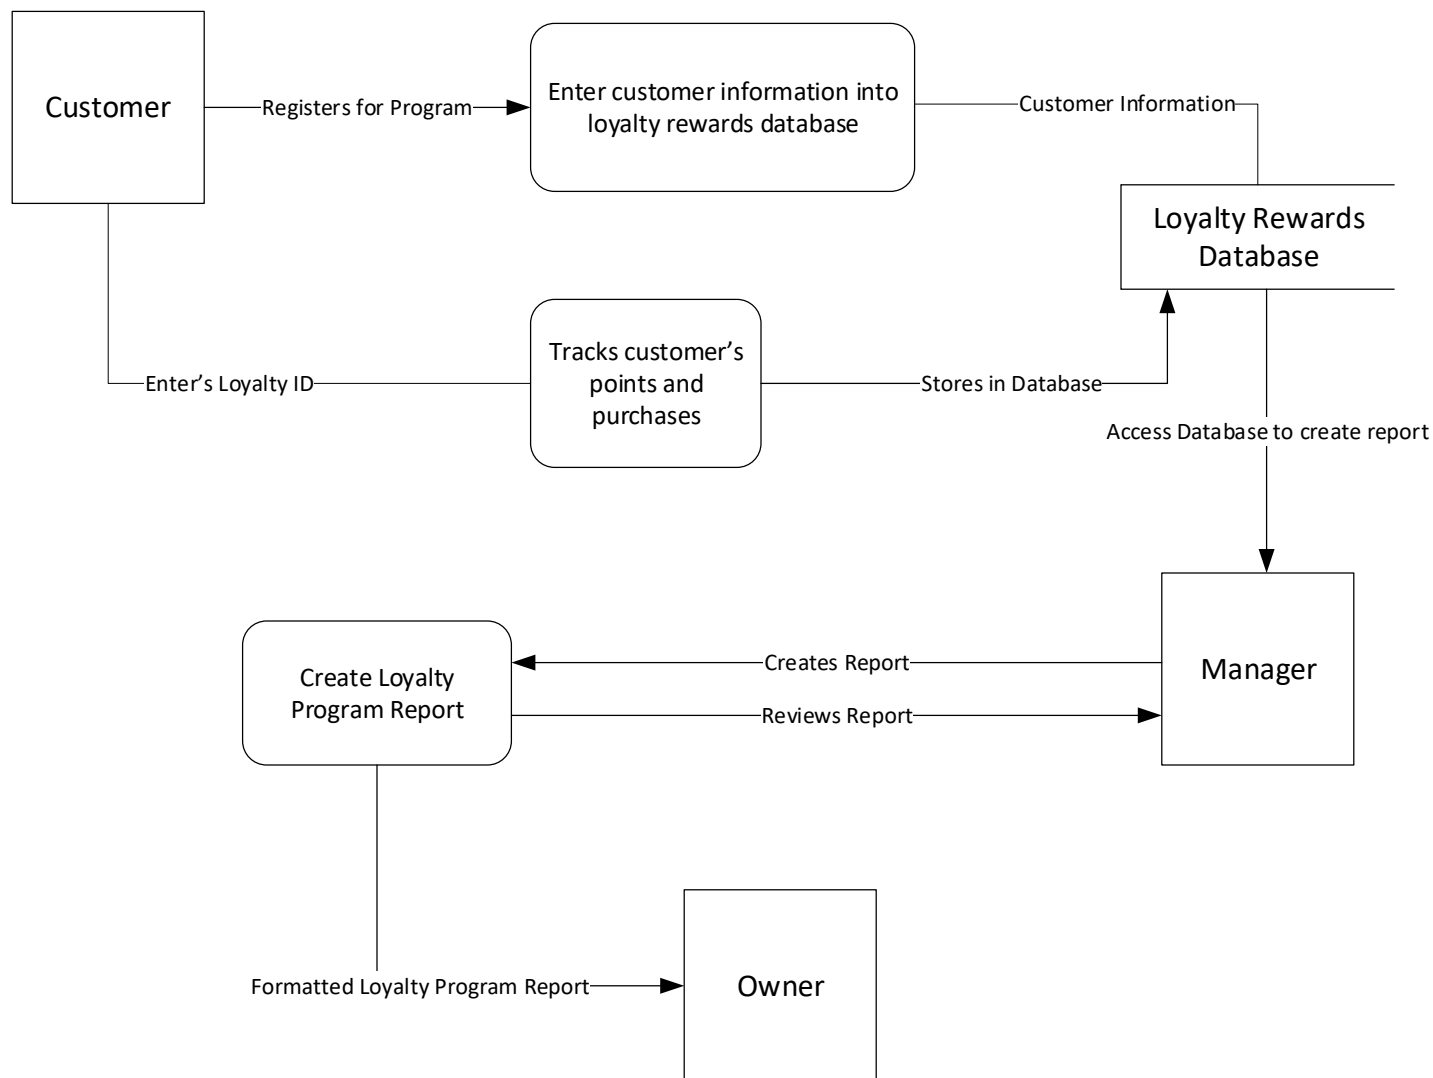 Customer
Registers for Program
Enter customer information into
loyalty rewards database
Customer Information
Loyalty Rewards
Database
Tracks customer’s
points and
purchases
Enter’s Loyalty ID
Stores in Database
Access Database to create report
Create Loyalty
Program Report
Creates Report
Reviews Report
Manager
Formatted Loyalty Program Report
Owner